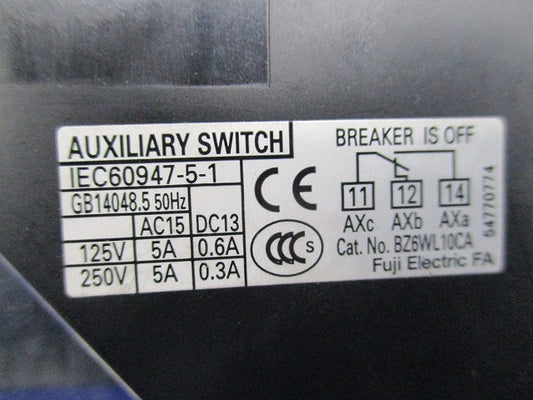 AUXILIARY SWITCH
IEC60947-5-1
GB14048.5 50Hz
AC15 DC13
125V 5A 0.6A
250V 5A 0.3A
CE
CCC S
BREAKER IS OFF
11 12 14
AXc AXb AXa
Cat. No. BZ6WL10CA
Fuji Electric FA
54770774